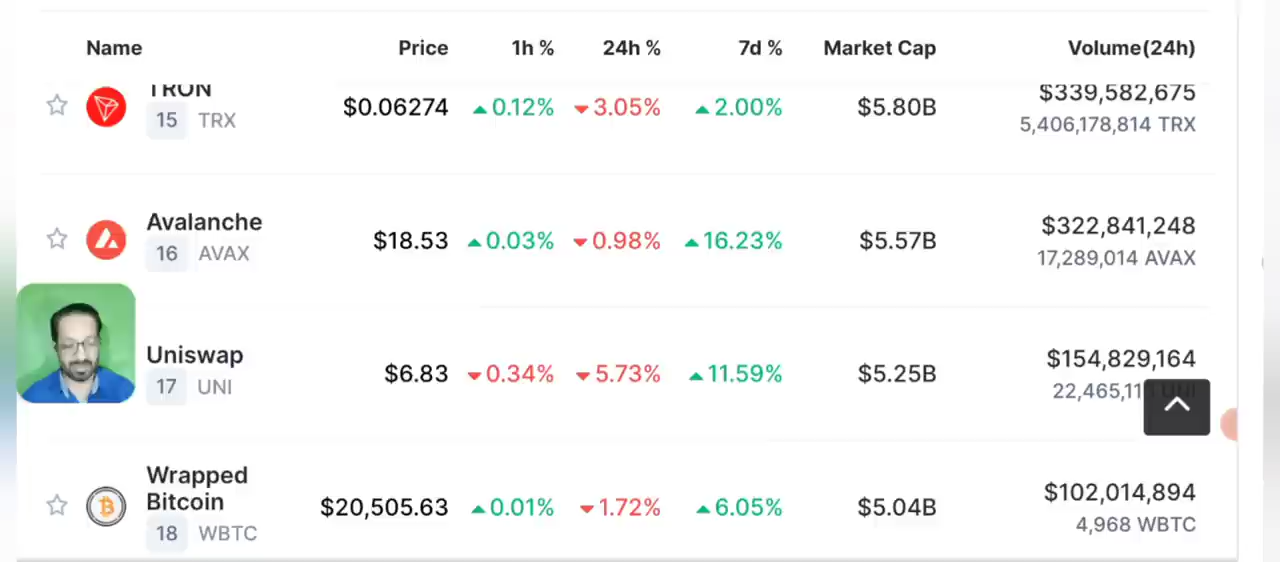 Name Price 1h % 24h % 7d % Market Cap Volume(24h)
TRON
$0.06274 0.12% 3.05% 2.00% $5.80B $339,582,675
15 TRX 5,406,178,814 TRX
Avalanche
$18.53 0.03% 0.98% 16.23% $5.57B $322,841,248
16 AVAX 17,289,014 AVAX
Uniswap
$6.83 0.34% 5.73% 11.59% $5.25B $154,829,164
17 UNI 22,465,11
Wrapped
Bitcoin
$20,505.63 0.01% 1.72% 6.05% $5.04B $102,014,894
18 WBTC 4,968 WBTC